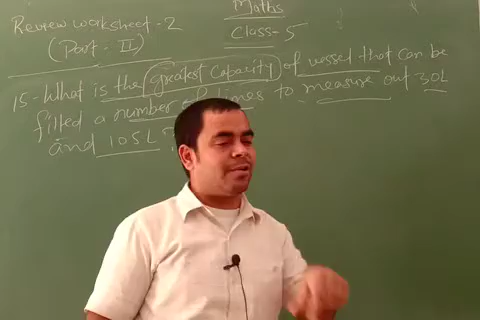 Maths
Review Worksheet-2
Class-5
(Part-II)
15-What is the greatest capacity of vessel that can be
filled a number of times to measure out 30L
and 105L?